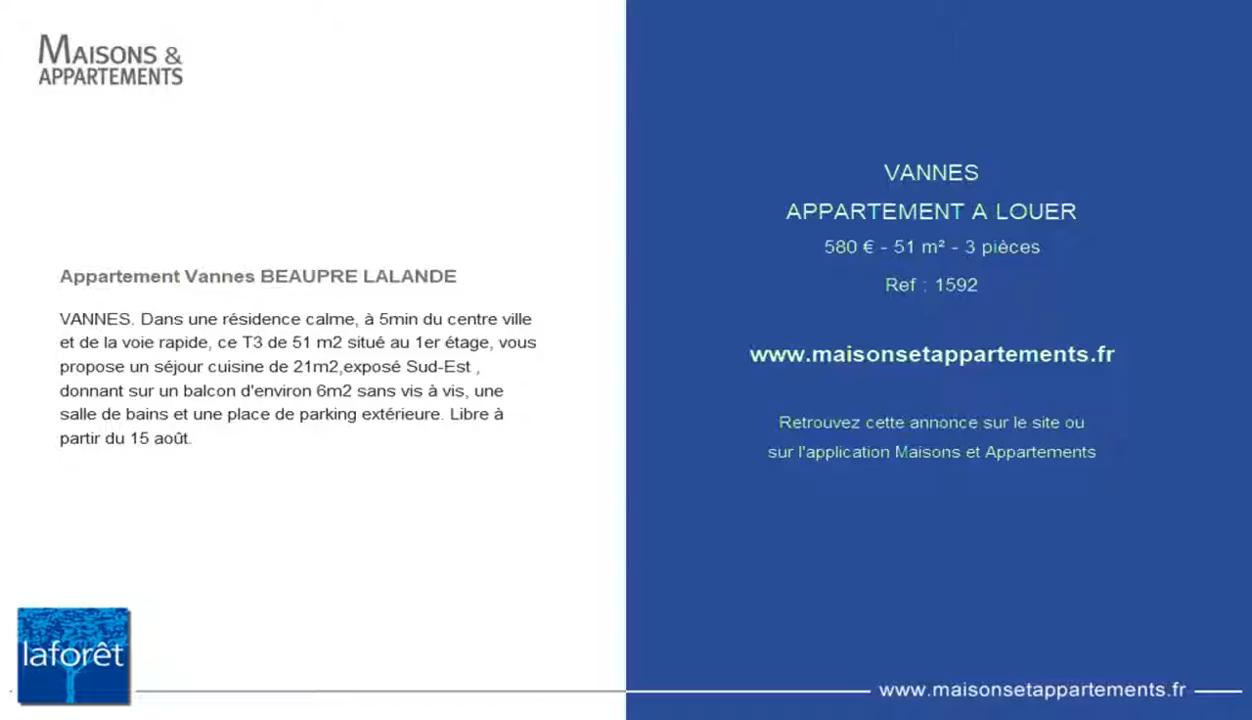 MAISONS &
APPARTEMENTS
Appartement Vannes BEAUPRE LALANDE
VANNES. Dans une résidence calme, à 5min du centre ville
et de la voie rapide, ce T3 de 51 m2 situé au 1er étage, vous
propose un séjour cuisine de 21m2,exposé Sud-Est ,
donnant sur un balcon d'environ 6m2 sans vis à vis, une
salle de bains et une place de parking extérieure. Libre à
partir du 15 août.
laforêt
VANNES
APPARTEMENT A LOUER
580 € - 51 m² - 3 pièces
Ref : 1592
www.maisonsetappartements.fr
Retrouvez cette annonce sur le site ou
sur l'application Maisons et Appartements
www.maisonsetappartements.fr